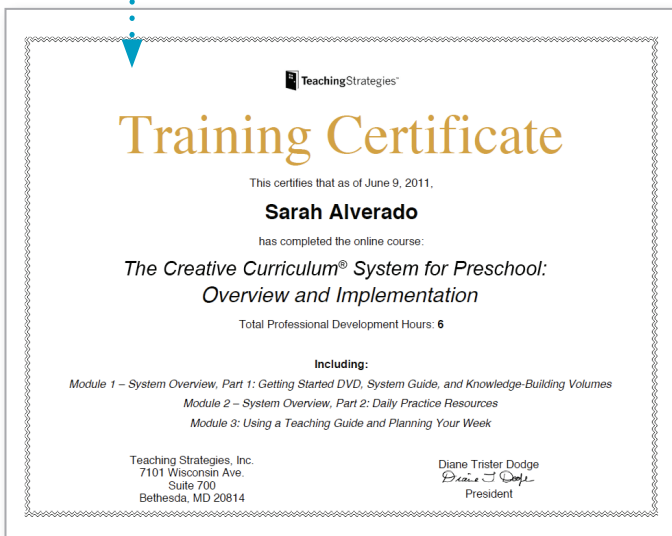 TeachingStrategies™
Training Certificate
This certifies that as of June 9, 2011,
Sarah Alverado
has completed the online course:
The Creative Curriculum® System for Preschool:
Overview and Implementation
Total Professional Development Hours: 6
Including:
Module 1 – System Overview, Part 1: Getting Started DVD, System Guide, and Knowledge-Building Volumes
Module 2 – System Overview, Part 2: Daily Practice Resources
Module 3: Using a Teaching Guide and Planning Your Week
Teaching Strategies, Inc.
7101 Wisconsin Ave.
Suite 700
Bethesda, MD 20814
Diane Trister Dodge
Diane T Dodge
President